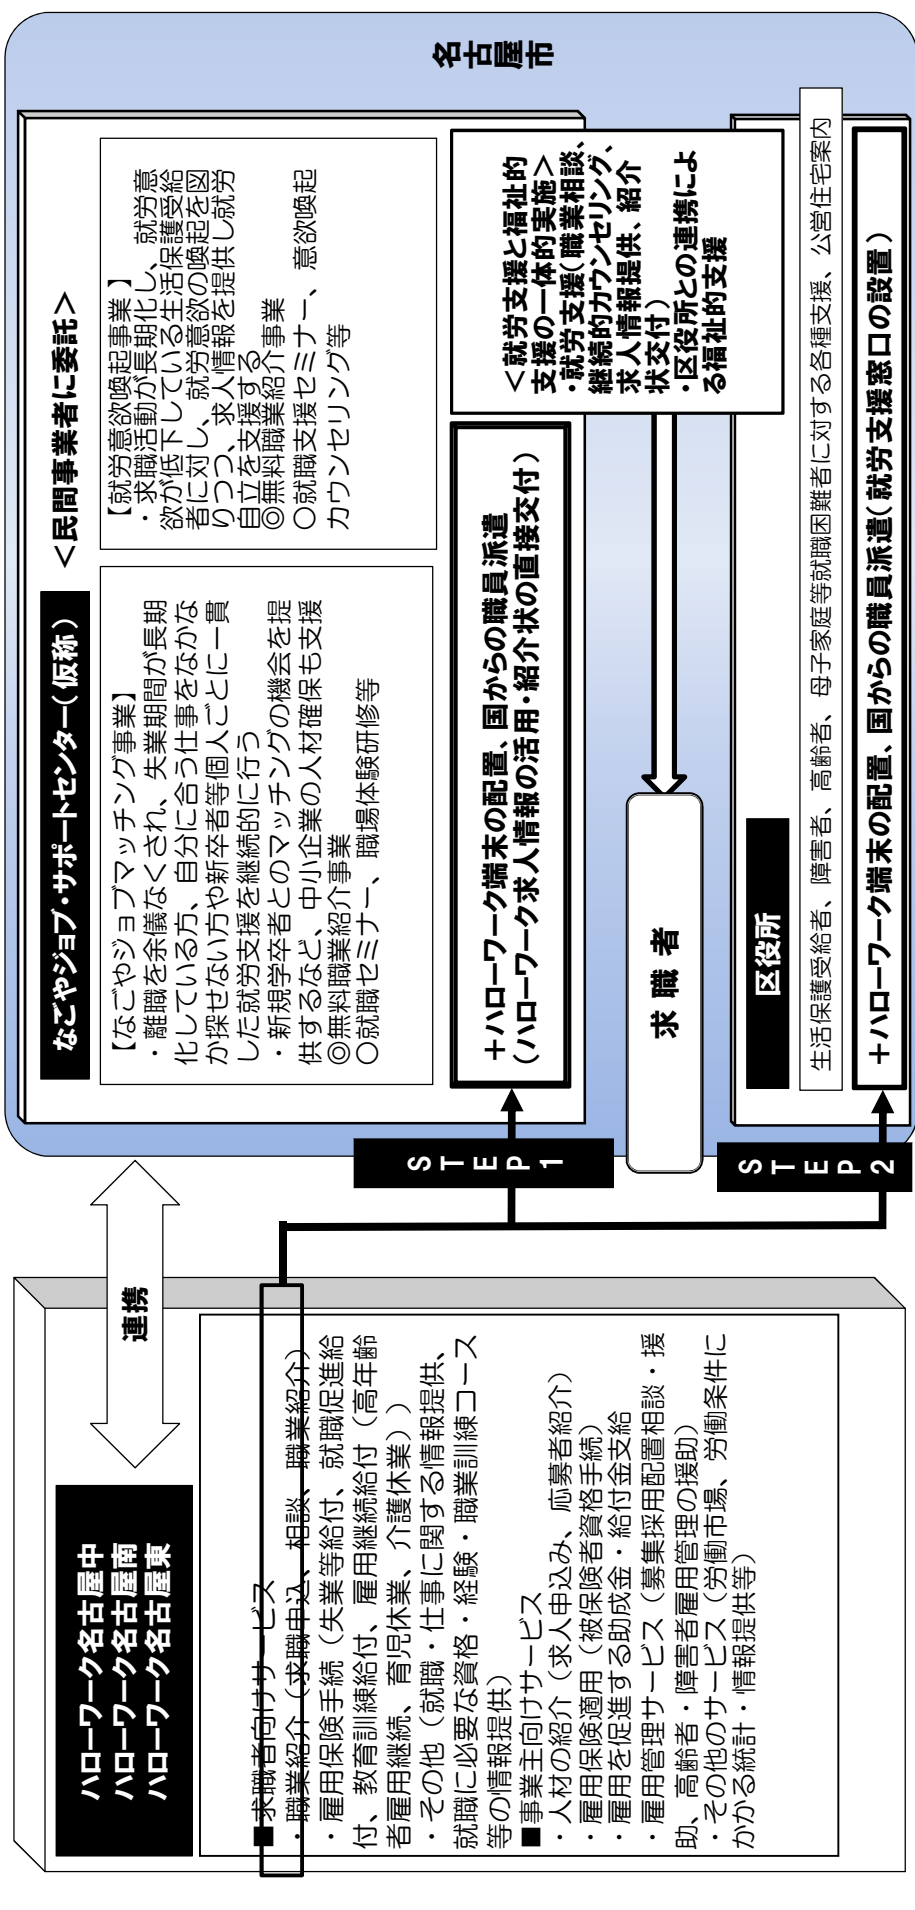 ハローワーク名古屋中
ハローワーク名古屋南
ハローワーク名古屋東
■求職者向けサービス
・職業紹介（求職申込、相談、職業紹介）
・雇用保険手続（失業等給付、就職促進給
付、教育訓練給付、雇用継続給付（高年齢
者雇用継続、育児休業、介護休業））
・その他（就職・仕事に関する情報提供、
就職に必要な資格・経験・職業訓練コース
等の情報提供）
■事業主向けサービス
・人材の紹介（求人申込み、応募者紹介）
・雇用保険適用（被保険者資格手続）
・雇用を促進する助成金・給付金支給
・雇用管理サービス（募集採用配置相談・援
助、高齢者・障害者雇用管理の援助）
・その他のサービス（労働市場、労働条件に
かかる統計・情報提供等）
連携
STEP1
STEP2
名古屋市
なごやジョブ・サポートセンター（仮称）
＜民間事業者に委託＞
【なごやジョブマッチング事業】
・離職を余儀なくされ、失業期間が長期
化している方、自分に合う仕事をなかな
か探せない方や新卒者等個人ごとに一貫
した就労支援を継続的に行う
・新規学卒者とのマッチングの機会を提
供するなど、中小企業の人材確保も支援
◎無料職業紹介事業
○就職セミナー、職場体験研修等
【就労意欲喚起事業】
・求職活動が長期化し、就労意
欲が低下している生活保護受給
者に対し、就労意欲の喚起を図
りつつ、求人情報を提供し就労
自立を支援する
◎無料職業紹介事業
○就職支援セミナー、意欲喚起
カウンセリング等
＋ハローワーク端末の配置、国からの職員派遣
（ハローワーク求人情報の活用・紹介状の直接交付）
＜就労支援と福祉的
支援の一体的実施＞
・就労支援（職業相談、
継続的カウンセリング、
求人情報提供、紹介
状交付）
・区役所との連携によ
る福祉的支援
求職者
区役所
生活保護受給者、障害者、高齢者、母子家庭等就職困難者に対する各種支援、公営住宅案内
＋ハローワーク端末の配置、国からの職員派遣（就労支援窓口の設置）